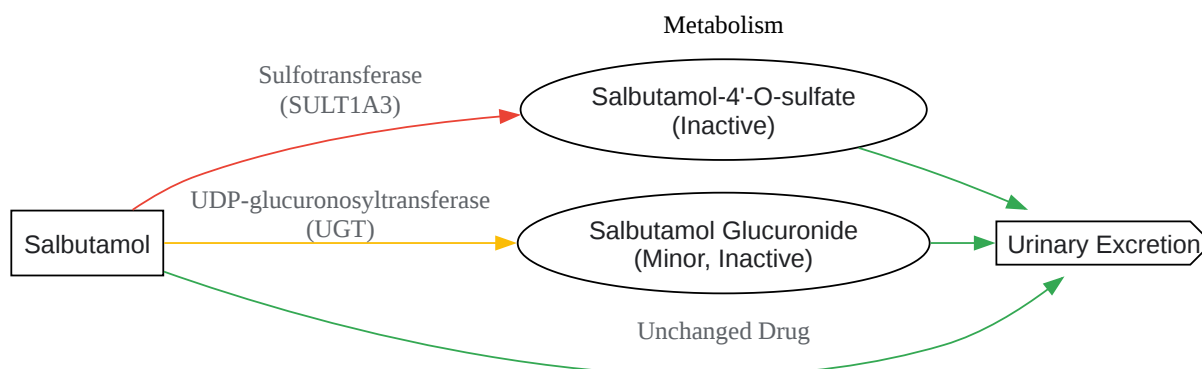 Metabolism
Sulfotransferase
(SULT1A3)
Salbutamol-4'-O-sulfate
(Inactive)
UDP-glucuronosyltransferase
(UGT)
Salbutamol
Salbutamol Glucuronide
(Minor, Inactive)
Urinary Excretion
Unchanged Drug